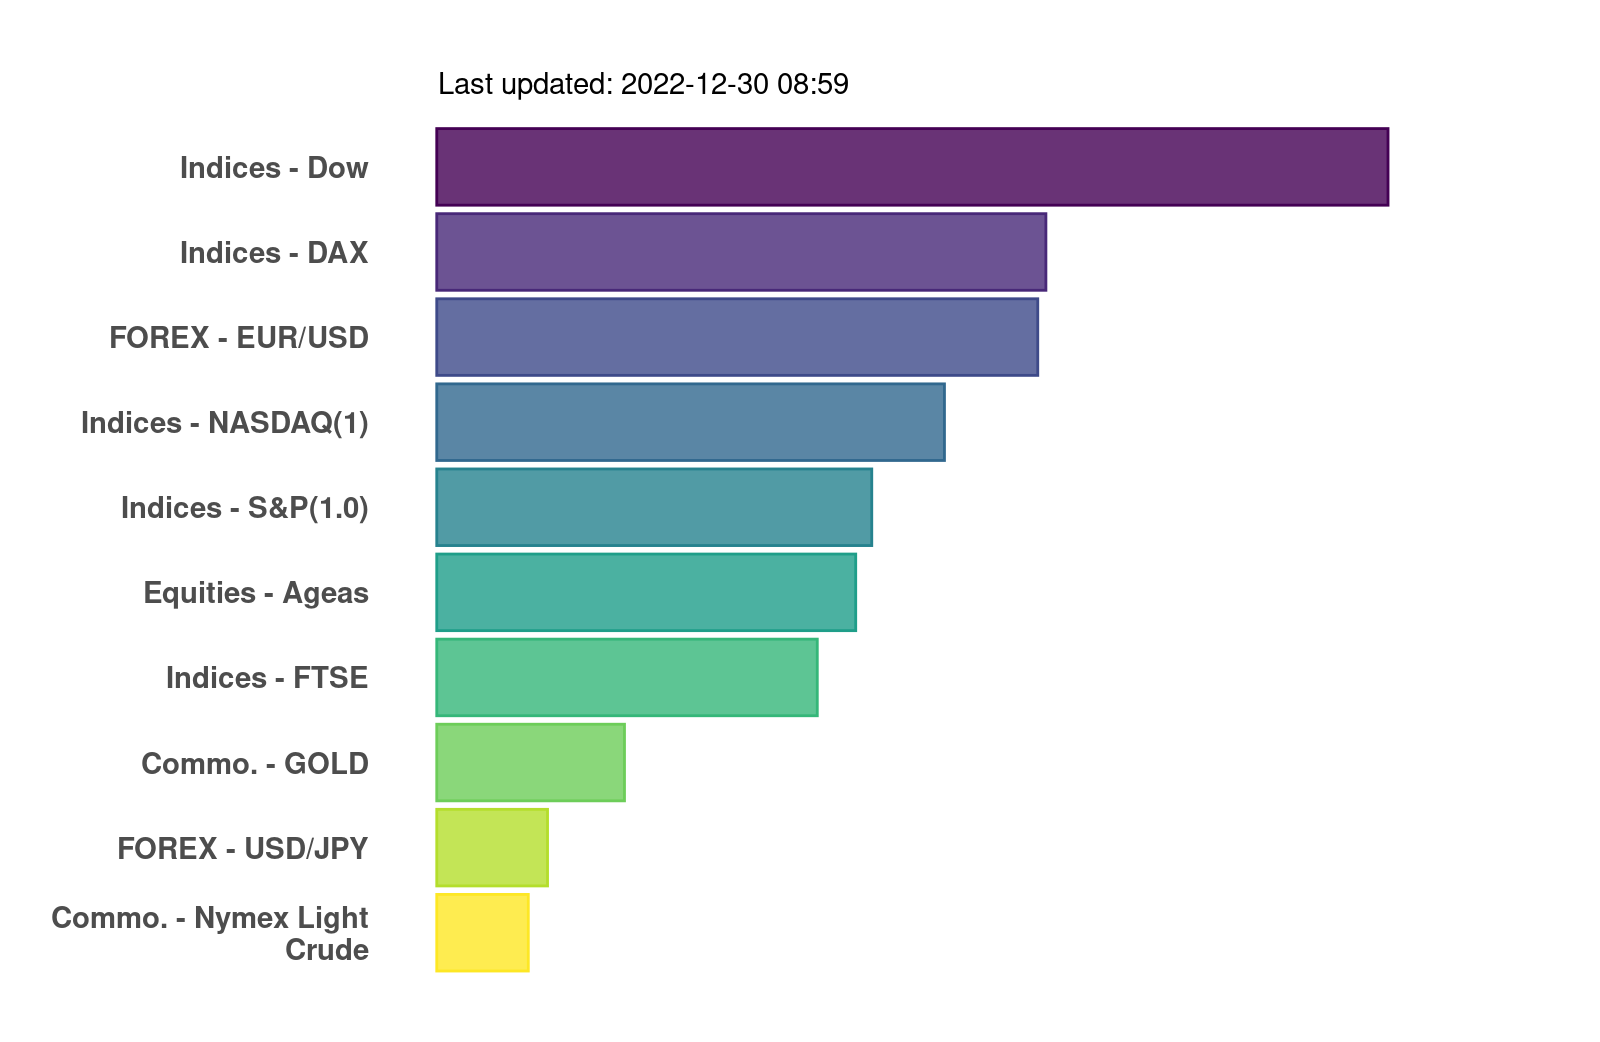 Last updated: 2022-12-30 08:59
Indices - Dow
Indices - DAX
FOREX - EUR/USD
Indices - NASDAQ(1)
Indices - S&P(1.0)
Equities - Ageas
Indices - FTSE
Commo. - GOLD
FOREX - USD/JPY
Commo. - Nymex Light
Crude